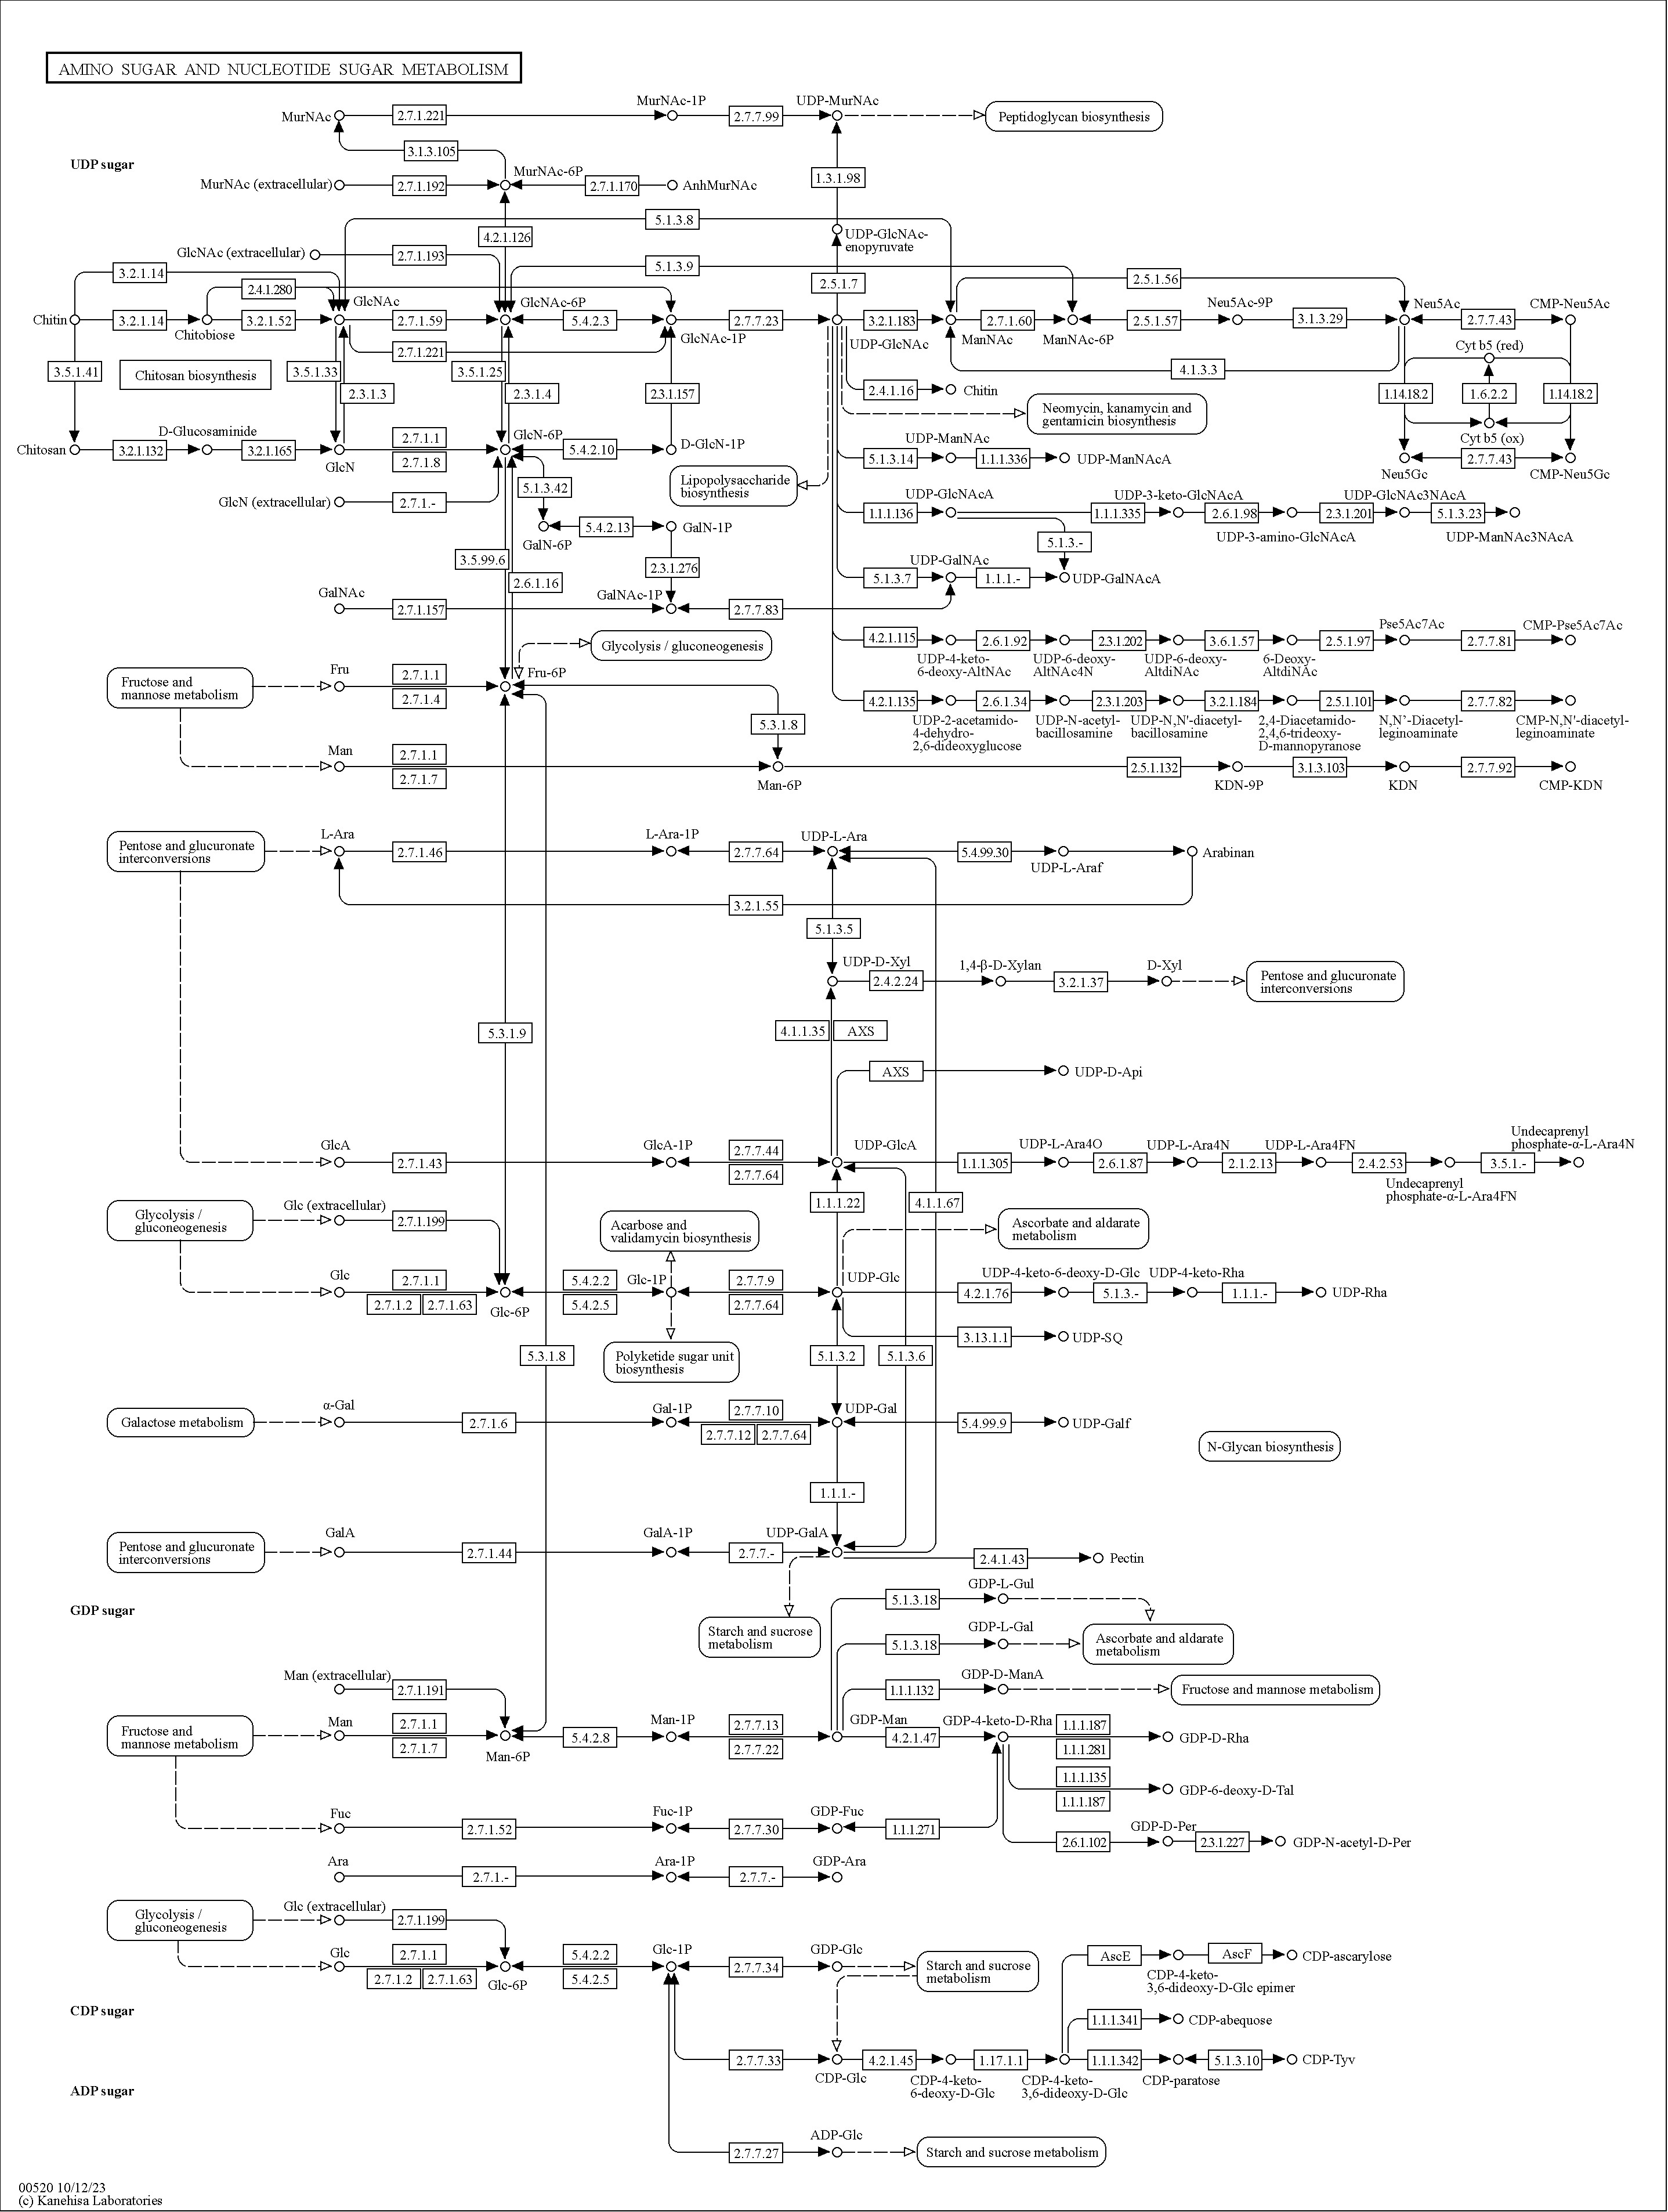 AMINO SUGAR AND NUCLEOTIDE SUGAR METABOLISM
MurNAc
2.7.1.221
MurNAc-1P
2.7.7.99
UDP-MurNAc
Peptidoglycan biosynthesis
3.1.3.105
UDP sugar
MurNAc (extracellular)
2.7.1.192
MurNAc-6P
2.7.1.170
AnhMurNAc
1.3.1.98
5.1.3.8
4.2.1.126
UDP-GlcNAc-
enopyruvate
GlcNAc (extracellular)
2.7.1.193
5.1.3.9
3.2.1.14
2.4.1.280
2.5.1.7
2.5.1.56
GlcNAc
GlcNAc-6P
Neu5Ac-9P
Neu5Ac
CMP-Neu5Ac
Chitin
3.2.1.14
Chitobiose
3.2.1.52
2.7.1.59
5.4.2.3
GlcNAc-1P
2.7.7.23
UDP-GlcNAc
3.2.1.183
ManNAc
2.7.1.60
ManNAc-6P
2.5.1.57
3.1.3.29
2.7.7.43
2.7.1.221
Cyt b5 (red)
3.5.1.41
Chitosan biosynthesis
3.5.1.33
3.5.1.25
4.1.3.3
2.3.1.3
2.3.1.4
2.3.1.157
2.4.1.16
Chitin
1.14.18.2
1.6.2.2
1.14.18.2
Neomycin, kanamycin and
gentamicin biosynthesis
D-Glucosaminide
2.7.1.1
GlcN-6P
UDP-ManNAc
Cyt b5 (ox)
Chitosan
3.2.1.132
3.2.1.165
GlcN
2.7.1.8
5.4.2.10
D-GlcN-1P
5.1.3.14
1.1.1.336
UDP-ManNAcA
Neu5Gc
2.7.7.43
CMP-Neu5Gc
Lipopolysaccharide
biosynthesis
5.1.3.42
GlcN (extracellular)
2.7.1.-
UDP-GlcNAcA
UDP-3-keto-GlcNAcA
UDP-GlcNAc3NAcA
1.1.1.136
1.1.1.335
2.6.1.98
2.3.1.201
5.1.3.23
UDP-3-amino-GlcNAcA
UDP-ManNAc3NAcA
GalN-6P
5.4.2.13
GalN-1P
5.1.3.-
3.5.99.6
2.6.1.16
2.3.1.276
UDP-GalNAc
5.1.3.7
1.1.1.-
UDP-GalNAcA
GalNAc
2.7.1.157
GalNAc-1P
2.7.7.83
4.2.1.115
2.6.1.92
2.3.1.202
3.6.1.57
2.5.1.97
Pse5Ac7Ac
2.7.7.81
CMP-Pse5Ac7Ac
UDP-4-keto-
6-deoxy-AltNAc
UDP-6-deoxy-
AltNAc4N
UDP-6-deoxy-
AltdiNAc
6-Deoxy-
AltdiNAc
Glycolysis / gluconeogenesis
Fructose and
mannose metabolism
Fru
2.7.1.1
2.7.1.4
Fru-6P
4.2.1.135
2.6.1.34
2.3.1.203
3.2.1.184
2.5.1.101
2.7.7.82
UDP-2-acetamido-
4-dehydro-
2,6-dideoxyglucose
UDP-N-acetyl-
bacillosamine
UDP-N,N'-diacetyl-
bacillosamine
2,4-Diacetamido-
2,4,6-trideoxy-
D-mannopyranose
N,N'-Diacetyl-
leginoaminate
CMP-N,N'-diacetyl-
leginoaminate
5.3.1.8
Man
2.7.1.1
2.7.1.7
Man-6P
2.5.1.132
KDN-9P
3.1.3.103
KDN
2.7.7.92
CMP-KDN
Pentose and glucuronate
interconversions
L-Ara
2.7.1.46
L-Ara-1P
2.7.7.64
UDP-L-Ara
5.4.99.30
UDP-L-Araf
Arabinan
3.2.1.55
5.1.3.5
UDP-D-Xyl
2.4.2.24
1,4-β-D-Xylan
3.2.1.37
D-Xyl
Pentose and glucuronate
interconversions
5.3.1.9
4.1.1.35
AXS
AXS
UDP-D-Api
GlcA
2.7.1.43
GlcA-1P
2.7.7.44
2.7.7.64
UDP-GlcA
1.1.1.305
UDP-L-Ara4O
2.6.1.87
UDP-L-Ara4N
2.1.2.13
UDP-L-Ara4FN
2.4.2.53
Undecaprenyl
phosphate-α-L-Ara4FN
3.5.1.-
Undecaprenyl
phosphate-α-L-Ara4N
1.1.1.22
4.1.1.67
Glycolysis /
gluconeogenesis
Glc (extracellular)
2.7.1.199
Acarbose and
validamycin biosynthesis
Ascorbate and aldarate
metabolism
Glc
2.7.1.1
2.7.1.2
2.7.1.63
Glc-6P
5.4.2.2
5.4.2.5
Glc-1P
2.7.7.9
2.7.7.64
UDP-Glc
4.2.1.76
UDP-4-keto-6-deoxy-D-Glc
5.1.3.-
UDP-4-keto-Rha
1.1.1.-
UDP-Rha
3.13.1.1
UDP-SQ
5.3.1.8
Polyketide sugar unit
biosynthesis
5.1.3.2
5.1.3.6
Galactose metabolism
α-Gal
2.7.1.6
Gal-1P
2.7.7.10
2.7.7.12
2.7.7.64
UDP-Gal
5.4.99.9
UDP-Galf
N-Glycan biosynthesis
1.1.1.-
Pentose and glucuronate
interconversions
GalA
2.7.1.44
GalA-1P
2.7.7.-
UDP-GalA
2.4.1.43
Pectin
GDP sugar
Starch and sucrose
metabolism
5.1.3.18
GDP-L-Gul
5.1.3.18
GDP-L-Gal
Ascorbate and aldarate
metabolism
Man (extracellular)
2.7.1.191
1.1.1.132
GDP-D-ManA
Fructose and mannose metabolism
Fructose and
mannose metabolism
Man
2.7.1.1
2.7.1.7
Man-6P
5.4.2.8
Man-1P
2.7.7.13
2.7.7.22
GDP-Man
4.2.1.47
GDP-4-keto-D-Rha
1.1.1.187
1.1.1.281
GDP-D-Rha
1.1.1.135
1.1.1.187
GDP-6-deoxy-D-Tal
Fuc
2.7.1.52
Fuc-1P
2.7.7.30
GDP-Fuc
1.1.1.271
2.6.1.102
GDP-D-Per
2.3.1.227
GDP-N-acetyl-D-Per
Ara
2.7.1.-
Ara-1P
2.7.7.-
GDP-Ara
Glycolysis /
gluconeogenesis
Glc (extracellular)
2.7.1.199
Glc
2.7.1.1
2.7.1.2
2.7.1.63
Glc-6P
5.4.2.2
5.4.2.5
Glc-1P
2.7.7.34
GDP-Glc
Starch and sucrose
metabolism
AscE
AscF
CDP-ascarylose
CDP-4-keto-
3,6-dideoxy-D-Glc epimer
CDP sugar
1.1.1.341
CDP-abequose
2.7.7.33
CDP-Glc
4.2.1.45
CDP-4-keto-
6-deoxy-D-Glc
1.17.1.1
CDP-4-keto-
3,6-dideoxy-D-Glc
1.1.1.342
CDP-paratose
5.1.3.10
CDP-Tyv
ADP sugar
2.7.7.27
ADP-Glc
Starch and sucrose metabolism
00520 10/12/23
(c) Kanehisa Laboratories